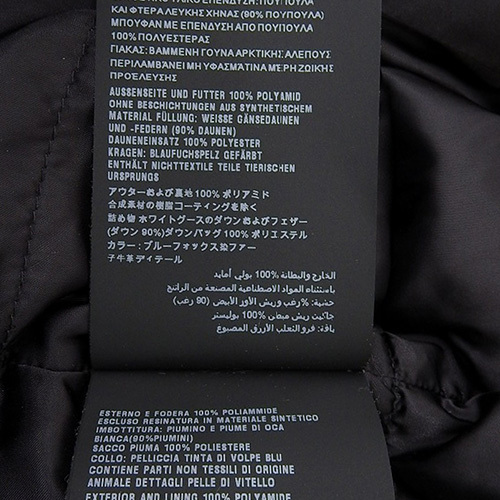 ΚΑΙ ΦΤΕΡΑ ΛΕΥΚΗΣ ΧΗΝΑΣ (90% ΠΟΥΠΟΥΛΑ)
ΜΠΟΥΦΑΝ ΜΕ ΕΠΕΝΔΥΣΗ ΑΠΟ ΠΟΥΠΟΥΛΑ
100% ΠΟΛΥΕΣΤΕΡΑΣ
ΓΙΑΚΑΣ: ΒΑΜΜΕΝΗ ΓΟΥΝΑ ΑΡΚΤΙΚΗΣ ΑΛΕΠΟΥΣ
ΠΕΡΙΛΑΜΒΑΝΕΙ ΜΗ ΥΦΑΣΜΑΤΙΝΑ ΜΕΡΗ ΖΩΙΚΗΣ
ΠΡΟΕΛΕΥΣΗΣ
AUSSENSEITE UND FUTTER 100% POLYAMID
OHNE BESCHICHTUNGEN AUS SYNTHETISCHEM
MATERIAL FÜLLUNG: WEISSE GÄNSEDAUNEN
UND -FEDERN (90% DAUNEN)
DAUNENEINSATZ 100% POLYESTER
KRAGEN: BLAUFUCHSPELZ GEFÄRBT
ENTHÄLT NICHTTEXTILE TEILE TIERISCHEN
URSPRUNGS
アウターおよび裏地 100% ポリアミド
合成素材の樹脂コーティングを除く
詰め物 ホワイトグースのダウンおよびフェザー
(ダウン 90%)ダウンバッグ 100% ポリエステル
カラー : ブルーフォックス染ファー
子牛革ディテール
الخارج والبطانة 100% بولي أمايد
باستثناء المواد الاصطناعية المصنعة من الراتنج
حشية: %زغب وريش الأوز الأبيض (90 زغب)
جاكيت ريش مبطن 100% بوليستر
ياقة: فرو الثعلب الأزرق المصبوغ
ESTERNO E FODERA 100% POLIAMMIDE
ESCLUSO RESINATURA IN MATERIALE SINTETICO
IMBOTTITURA: PIUMINO E PIUME DI OCA
BIANCA(90%PIUMINI)
SACCO PIUMA 100% POLIESTERE
COLLO: PELLICCIA TINTA DI VOLPE BLU
CONTIENE PARTI NON TESSILI DI ORIGINE
ANIMALE DETTAGLI PELLE DI VITELLO
EXTERIOR AND LINING 100% POLYAMIDE